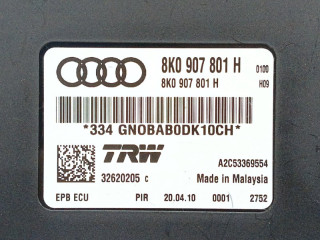 8K0 907 801 H 0100
8K0 907 801 H H09
*334 GNOBAB0DK10CH*
TRW A2C53369554
32620205 c Made in Malaysia
EPB ECU PIR 20.04.10 0001 2752